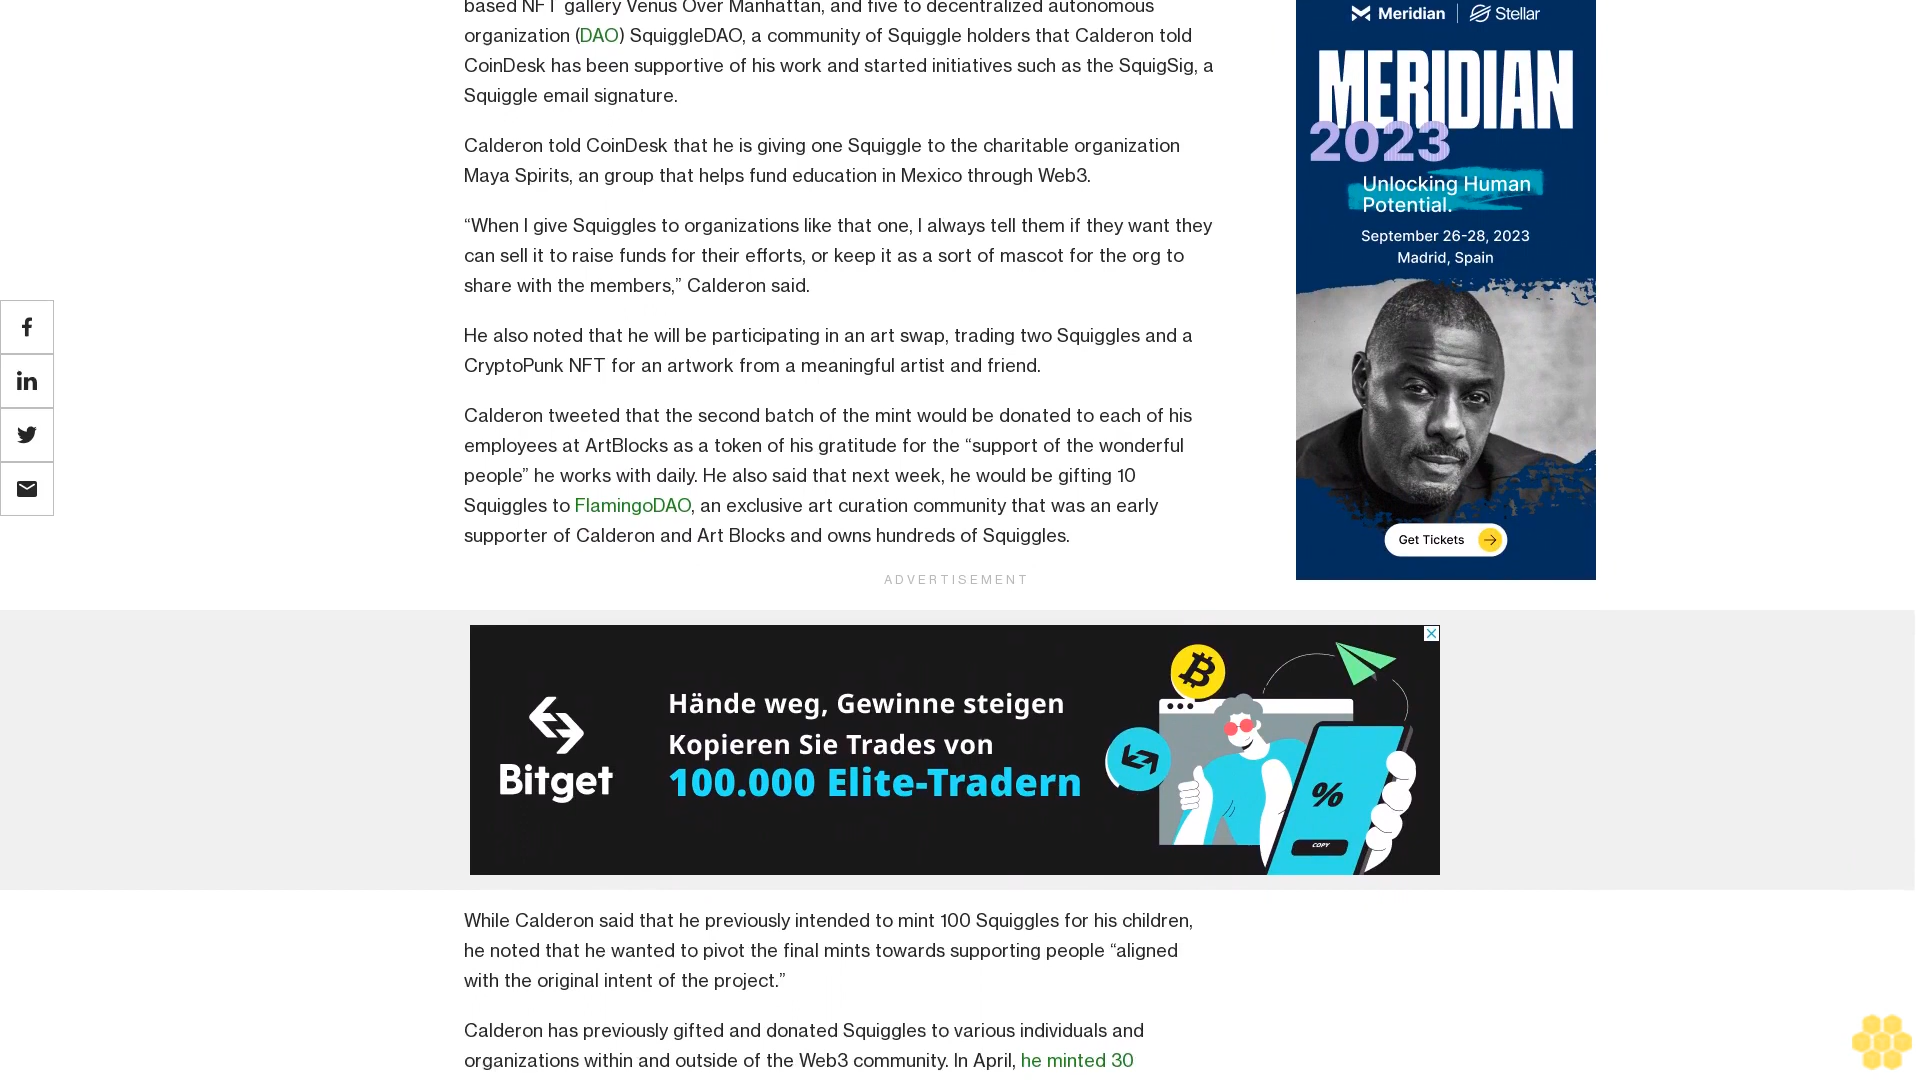 based NFT gallery Venus Over Manhattan, and five to decentralized autonomous
organization (DAO) SquiggleDAO, a community of Squiggle holders that Calderon told
CoinDesk has been supportive of his work and started initiatives such as the SquigSig, a
Squiggle email signature.
Calderon told CoinDesk that he is giving one Squiggle to the charitable organization
Maya Spirits, an group that helps fund education in Mexico through Web3.
“When I give Squiggles to organizations like that one, I always tell them if they want they
can sell it to raise funds for their efforts, or keep it as a sort of mascot for the org to
share with the members,” Calderon said.
He also noted that he will be participating in an art swap, trading two Squiggles and a
CryptoPunk NFT for an artwork from a meaningful artist and friend.
Calderon tweeted that the second batch of the mint would be donated to each of his
employees at ArtBlocks as a token of his gratitude for the “support of the wonderful
people” he works with daily. He also said that next week, he would be gifting 10
Squiggles to FlamingoDAO, an exclusive art curation community that was an early
supporter of Calderon and Art Blocks and owns hundreds of Squiggles.
Meridian | Stellar
MERIDIAN
2023
Unlocking Human
Potential.
September 26-28, 2023
Madrid, Spain
Get Tickets
ADVERTISEMENT
Bitget
Hände weg, Gewinne steigen
Kopieren Sie Trades von
100.000 Elite-Tradern
%
COPY
While Calderon said that he previously intended to mint 100 Squiggles for his children,
he noted that he wanted to pivot the final mints towards supporting people “aligned
with the original intent of the project.”
Calderon has previously gifted and donated Squiggles to various individuals and
organizations within and outside of the Web3 community. In April, he minted 30